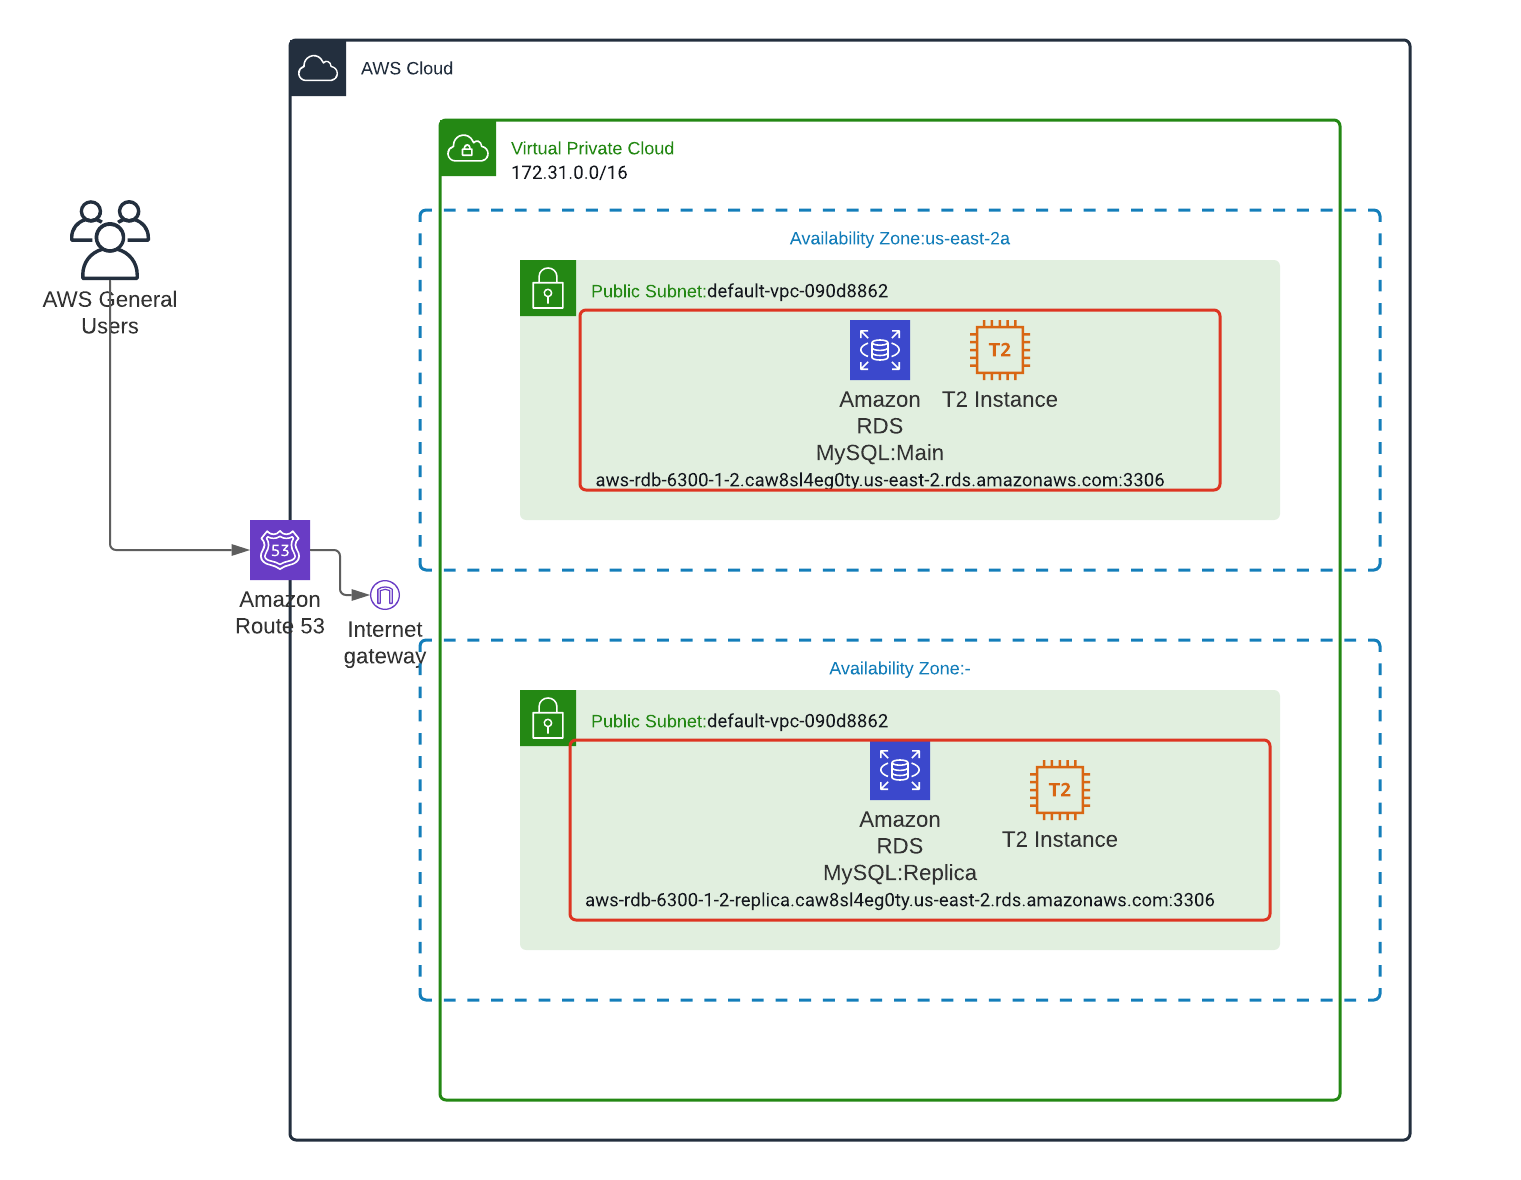 AWS Cloud
Virtual Private Cloud
172.31.0.0/16
AWS General
Users
Availability Zone:us-east-2a
Public Subnet:default-vpc-090d8862
T2
Amazon
RDS
MySQL:Main
T2 Instance
aws-rdb-6300-1-2.caw8sl4eg0ty.us-east-2.rds.amazonaws.com:3306
53
Amazon
Route 53
Internet
gateway
Availability Zone:-
Public Subnet:default-vpc-090d8862
T2
Amazon
RDS
MySQL:Replica
T2 Instance
aws-rdb-6300-1-2-replica.caw8sl4eg0ty.us-east-2.rds.amazonaws.com:3306